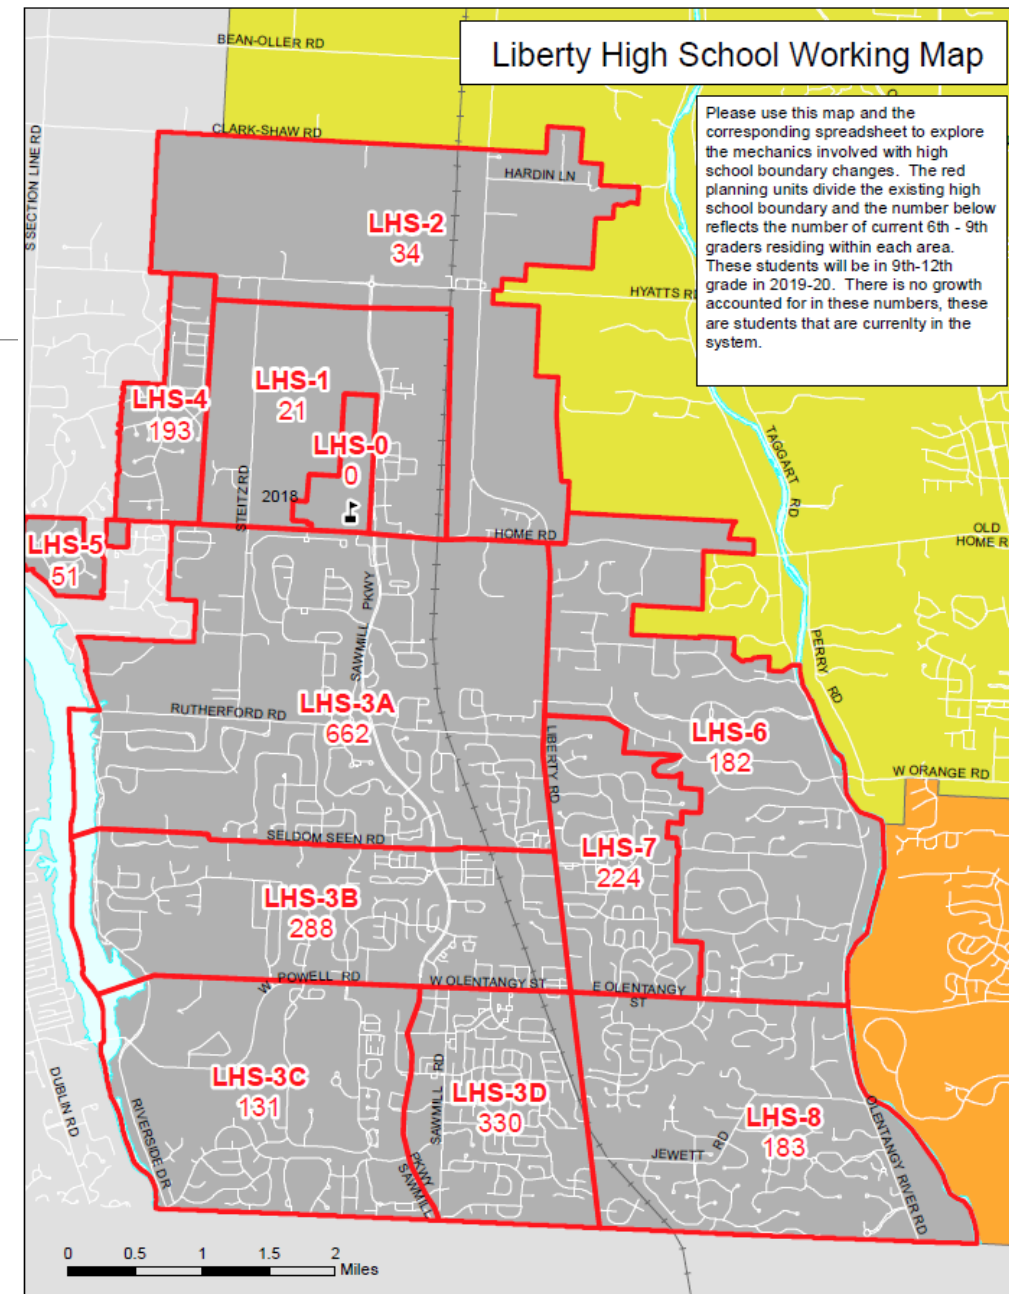 BEAN-OLLER RD
Liberty High School Working Map
Please use this map and the
corresponding spreadsheet to explore
the mechanics involved with high
school boundary changes.  The red
planning units divide the existing high
school boundary and the number below
reflects the number of current 6th - 9th
graders residing within each area.
These students will be in 9th-12th
grade in 2019-20.  There is no growth
accounted for in these numbers, these
are students that are currenlty in the
system.
CLARK-SHAW RD
S SECTION LINE RD
HARDIN LN
LHS-2
34
HYATTS RD
LHS-1
21
LHS-4
193
LHS-0
0
2018
STEITZ RD
TAGGART RD
HOME RD
OLD
HOME R
LHS-5
51
SAWMILL PKWY
PERRY RD
RUTHERFORD RD
LHS-3A
662
LIBERTY RD
LHS-6
182
W ORANGE RD
SELDOM SEEN RD
LHS-7
224
LHS-3B
288
W POWELL RD
W OLENTANGY ST
E OLENTANGY
ST
LHS-3C
131
SAWMILL RD
LHS-3D
330
LHS-8
183
JEWETT RD
DUBLIN RD
RIVERSIDE DR
SAWMILL PKWY
OLENTANGY RIVER RD
0 0.5 1 1.5 2
Miles